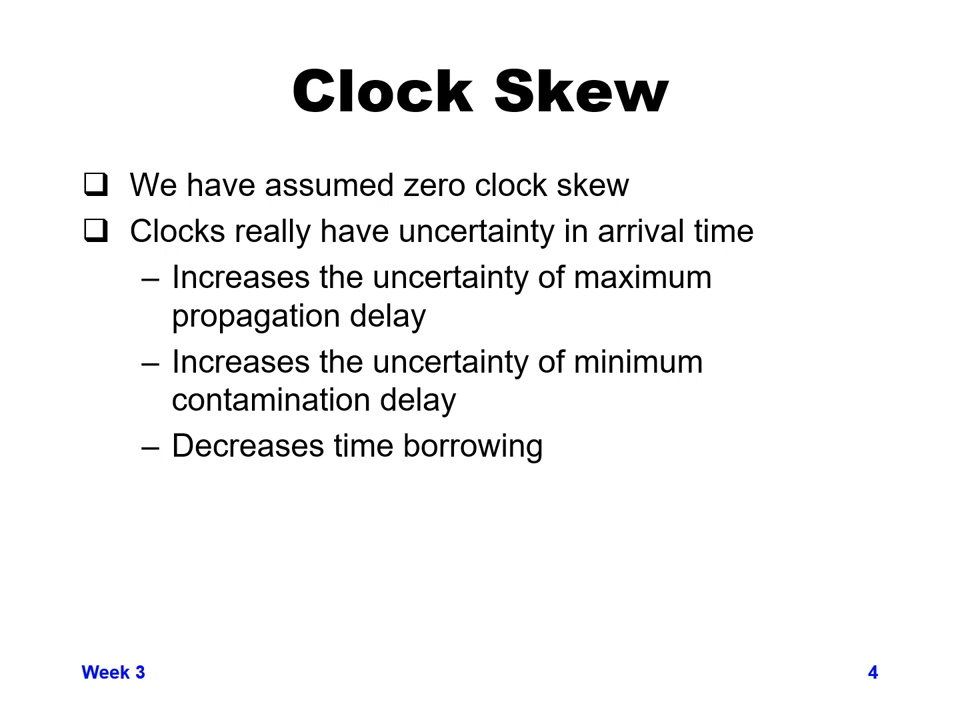 Clock Skew
❑ We have assumed zero clock skew
❑ Clocks really have uncertainty in arrival time
– Increases the uncertainty of maximum
propagation delay
– Increases the uncertainty of minimum
contamination delay
– Decreases time borrowing
Week 3
4